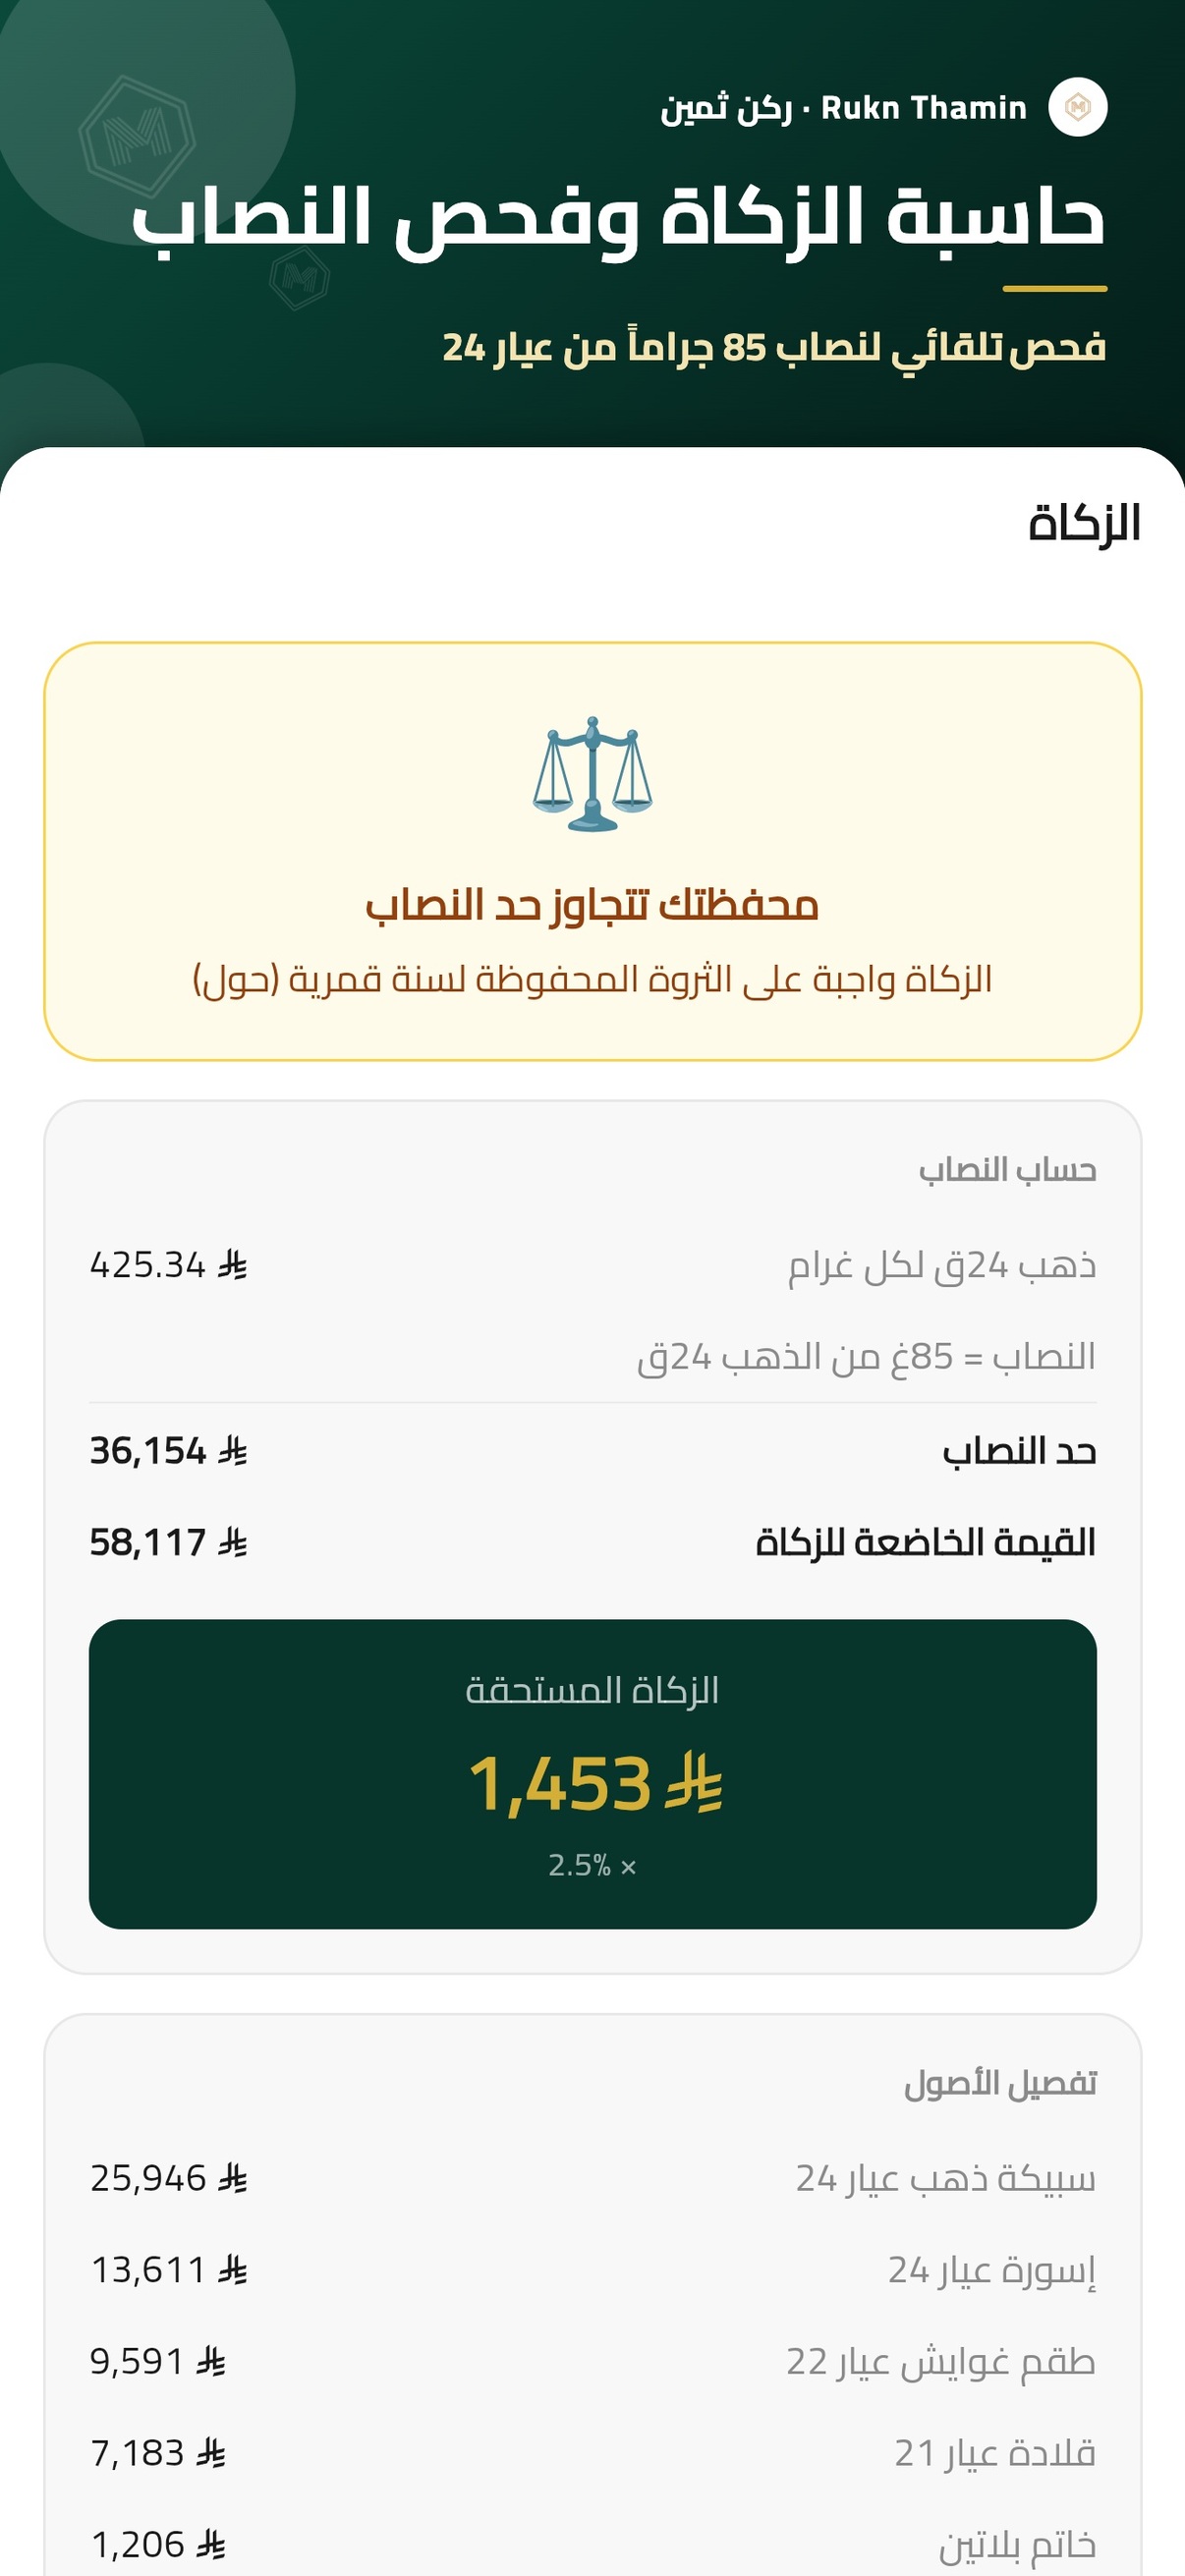 Rukn Thamin · ركن ثمين
حاسبة الزكاة وفحص النصاب
فحص تلقائي لنصاب 85 جراماً من عيار 24
الزكاة
محفظتك تتجاوز حد النصاب
الزكاة واجبة على الثروة المحفوظة لسنة قمرية (حول)
حساب النصاب
ذهب 24ق لكل غرام
⃁ 425.34
النصاب = 85غ من الذهب 24ق
حد النصاب
⃁ 36,154
القيمة الخاضعة للزكاة
⃁ 58,117
الزكاة المستحقة
⃁ 1,453
× 2.5%
تفصيل الأصول
سبيكة ذهب عيار 24
⃁ 25,946
إسورة عيار 24
⃁ 13,611
طقم غوايش عيار 22
⃁ 9,591
قلادة عيار 21
⃁ 7,183
خاتم بلاتين
⃁ 1,206